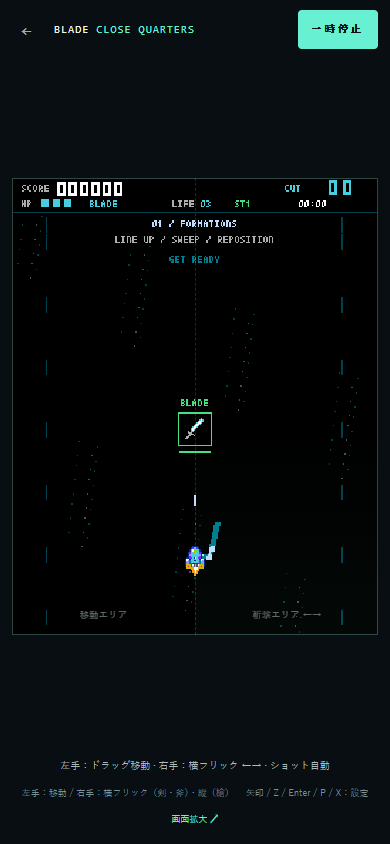 ← BLADE CLOSE QUARTERS 一時停止
SCORE 000000 CUT 00
HP BLADE LIFE 03 ST1 00:00
01 / FORMATIONS
LINE UP / SWEEP / REPOSITION
GET READY
BLADE
移動エリア 斬撃エリア ←→
左手：ドラッグ移動・右手：横フリック ←→・ショット自動
左手：移動 / 右手：横フリック（剣・斧）・縦（槍） 矢印 / Z / Enter / P / X：設定
画面拡大 ↗